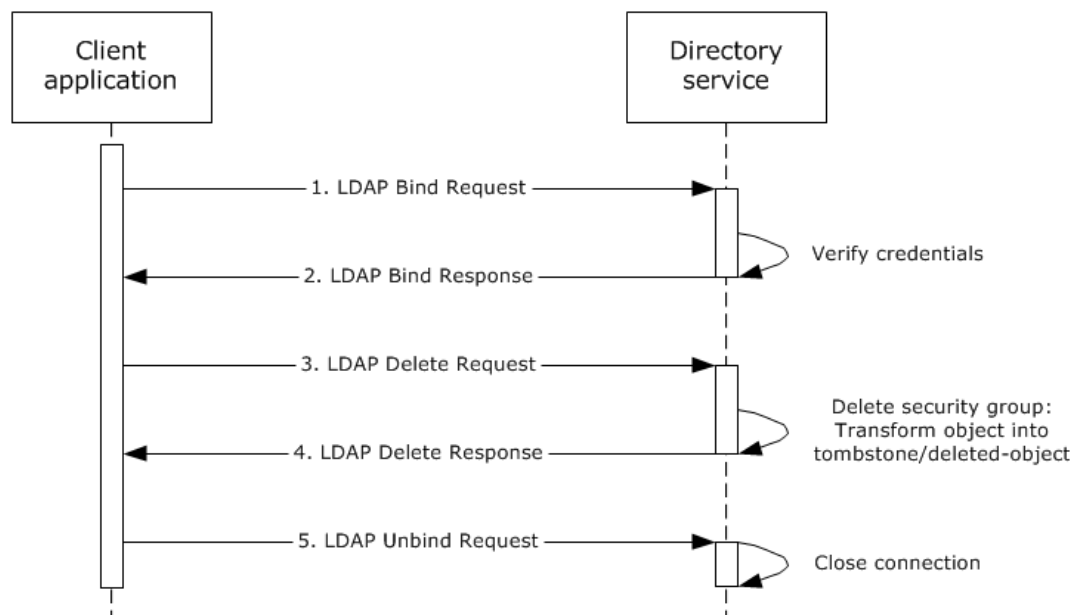 Client
application
Directory
service
1. LDAP Bind Request
Verify credentials
2. LDAP Bind Response
3. LDAP Delete Request
Delete security group:
Transform object into
tombstone/deleted-object
4. LDAP Delete Response
5. LDAP Unbind Request
Close connection